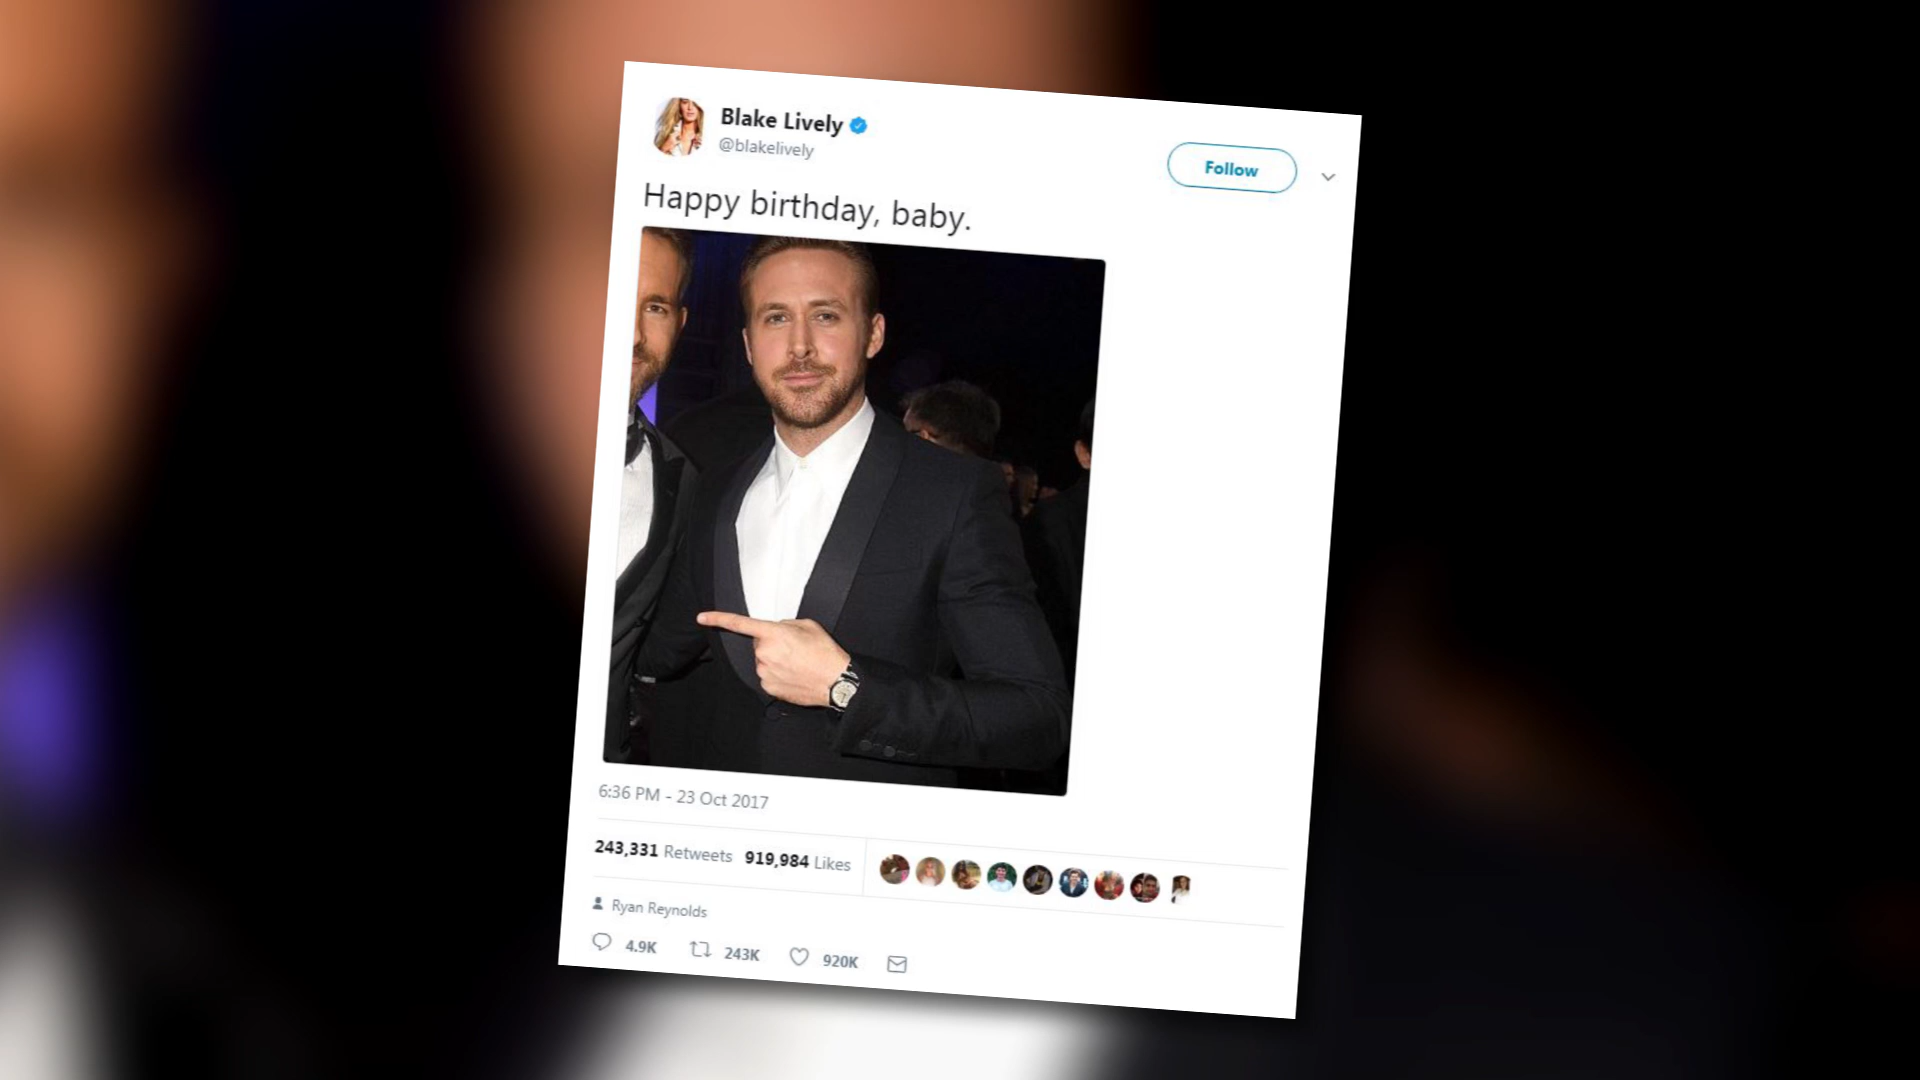 Blake Lively
@blakelively
Follow
Happy birthday, baby.
6:36 PM - 23 Oct 2017
243,331 Retweets 919,984 Likes
Ryan Reynolds
4.9K 243K 920K